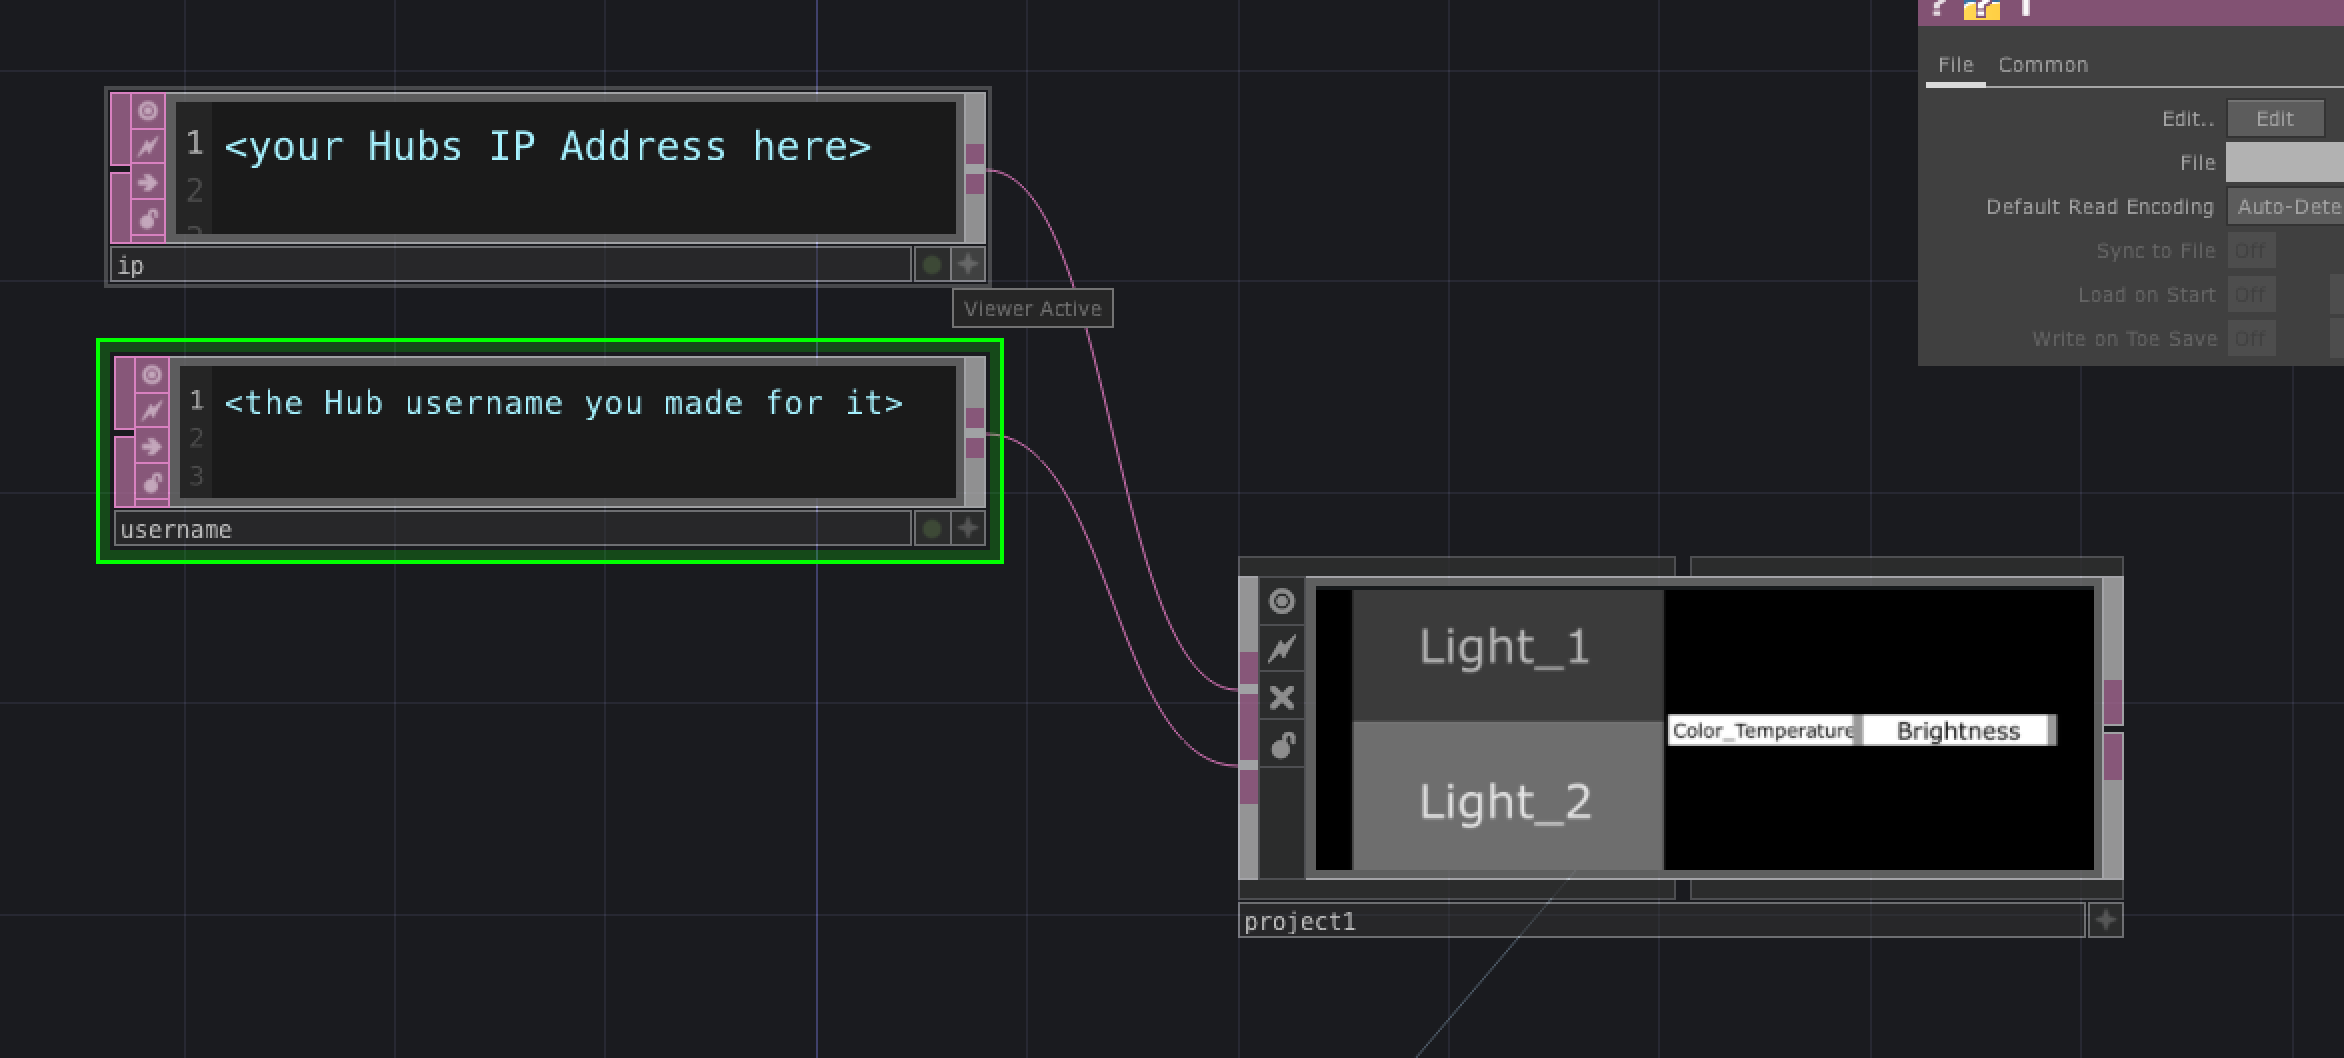 File Common
Edit.. Edit
File
Default Read Encoding Auto-Dete
Sync to File Off
Load on Start Off
Write on Toe Save Off
1 <your Hubs IP Address here>
2
ip
Viewer Active
1 <the Hub username you made for it>
2
3
username
Light_1
Color_Temperature Brightness
Light_2
project1